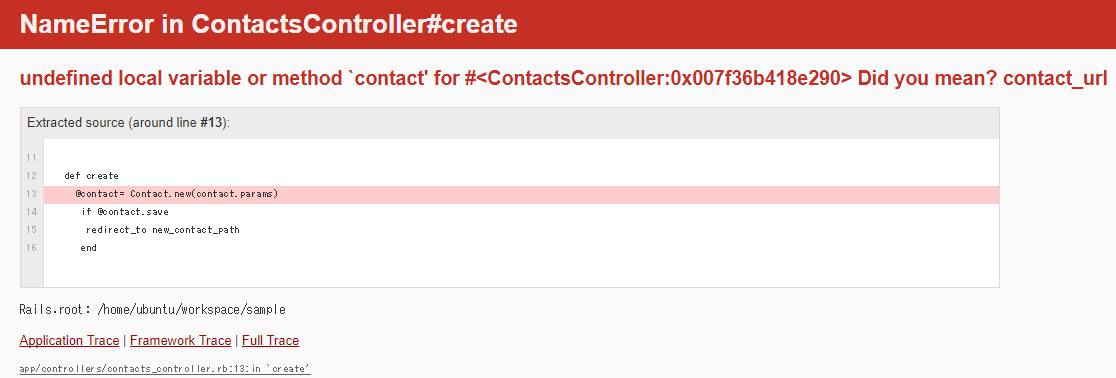 NameError in ContactsController#create
undefined local variable or method `contact' for #<ContactsController:0x007f36b418e290> Did you mean? contact_url
Extracted source (around line #13):
11
12 def create
13 @contact= Contact.new(contact.params)
14 if @contact.save
15 redirect_to new_contact_path
16 end
Rails.root: /home/ubuntu/workspace/sample
Application Trace | Framework Trace | Full Trace
app/controllers/contacts_controller.rb:13:in `create'